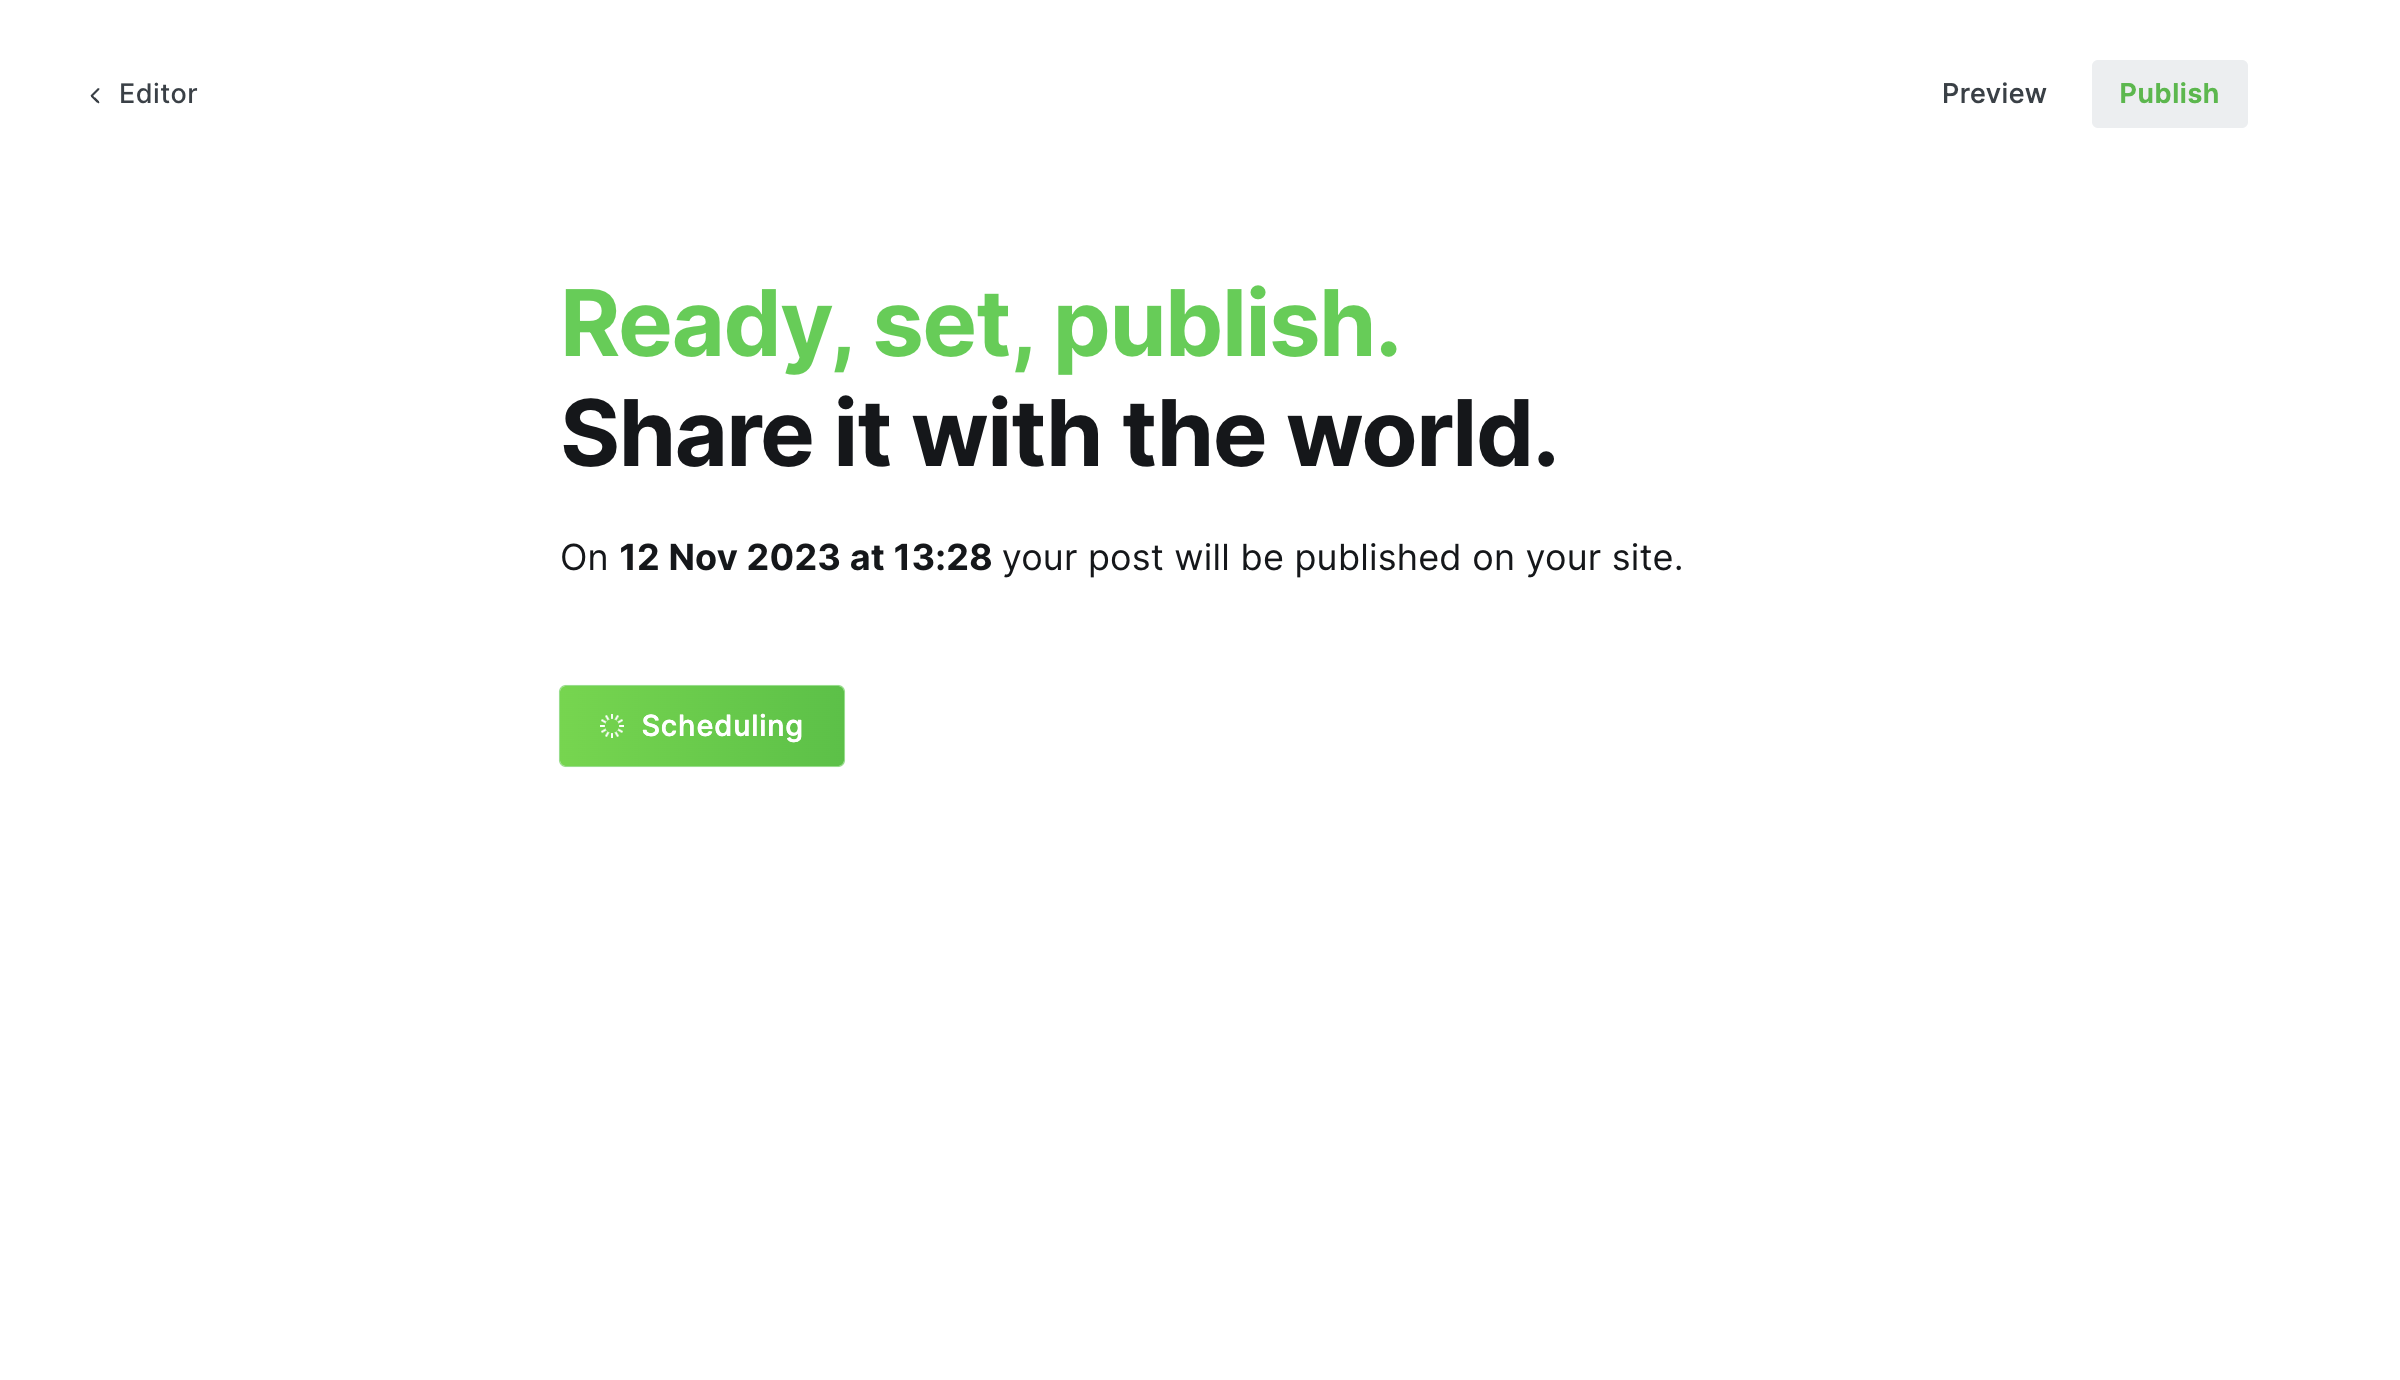 Editor
Preview
Publish
Ready, set, publish.
Share it with the world.
On 12 Nov 2023 at 13:28 your post will be published on your site.
Scheduling